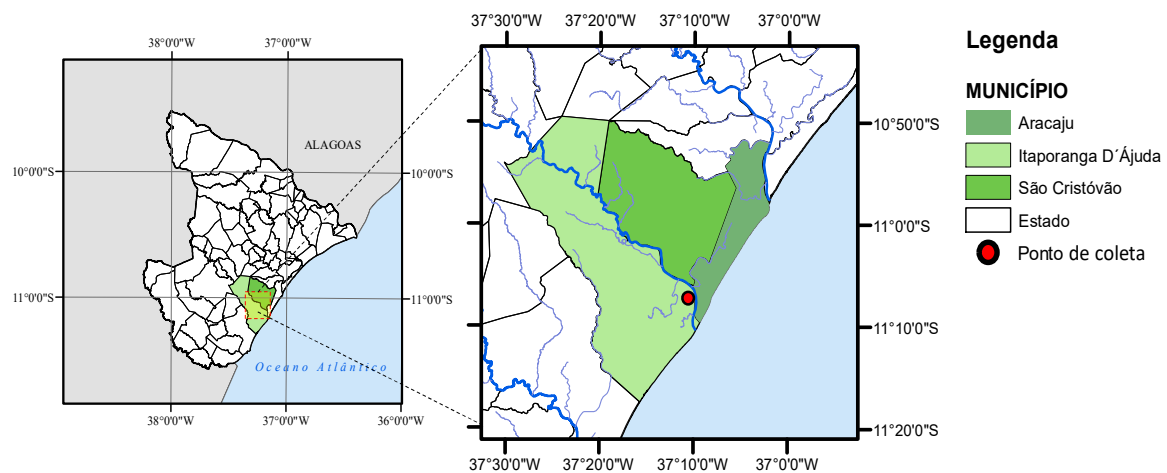 38°0'0"W 37°0'0"W
ALAGOAS
10°0'0"S 10°0'0"S
11°0'0"S 11°0'0"S
Oceano Atlântico
38°0'0"W 37°0'0"W 36°0'0"W
37°30'0"W 37°20'0"W 37°10'0"W 37°0'0"W
10°50'0"S
11°0'0"S
11°10'0"S
11°20'0"S
37°30'0"W 37°20'0"W 37°10'0"W 37°0'0"W
Legenda
MUNICÍPIO
Aracaju
Itaporanga D´Ájuda
São Cristóvão
Estado
Ponto de coleta